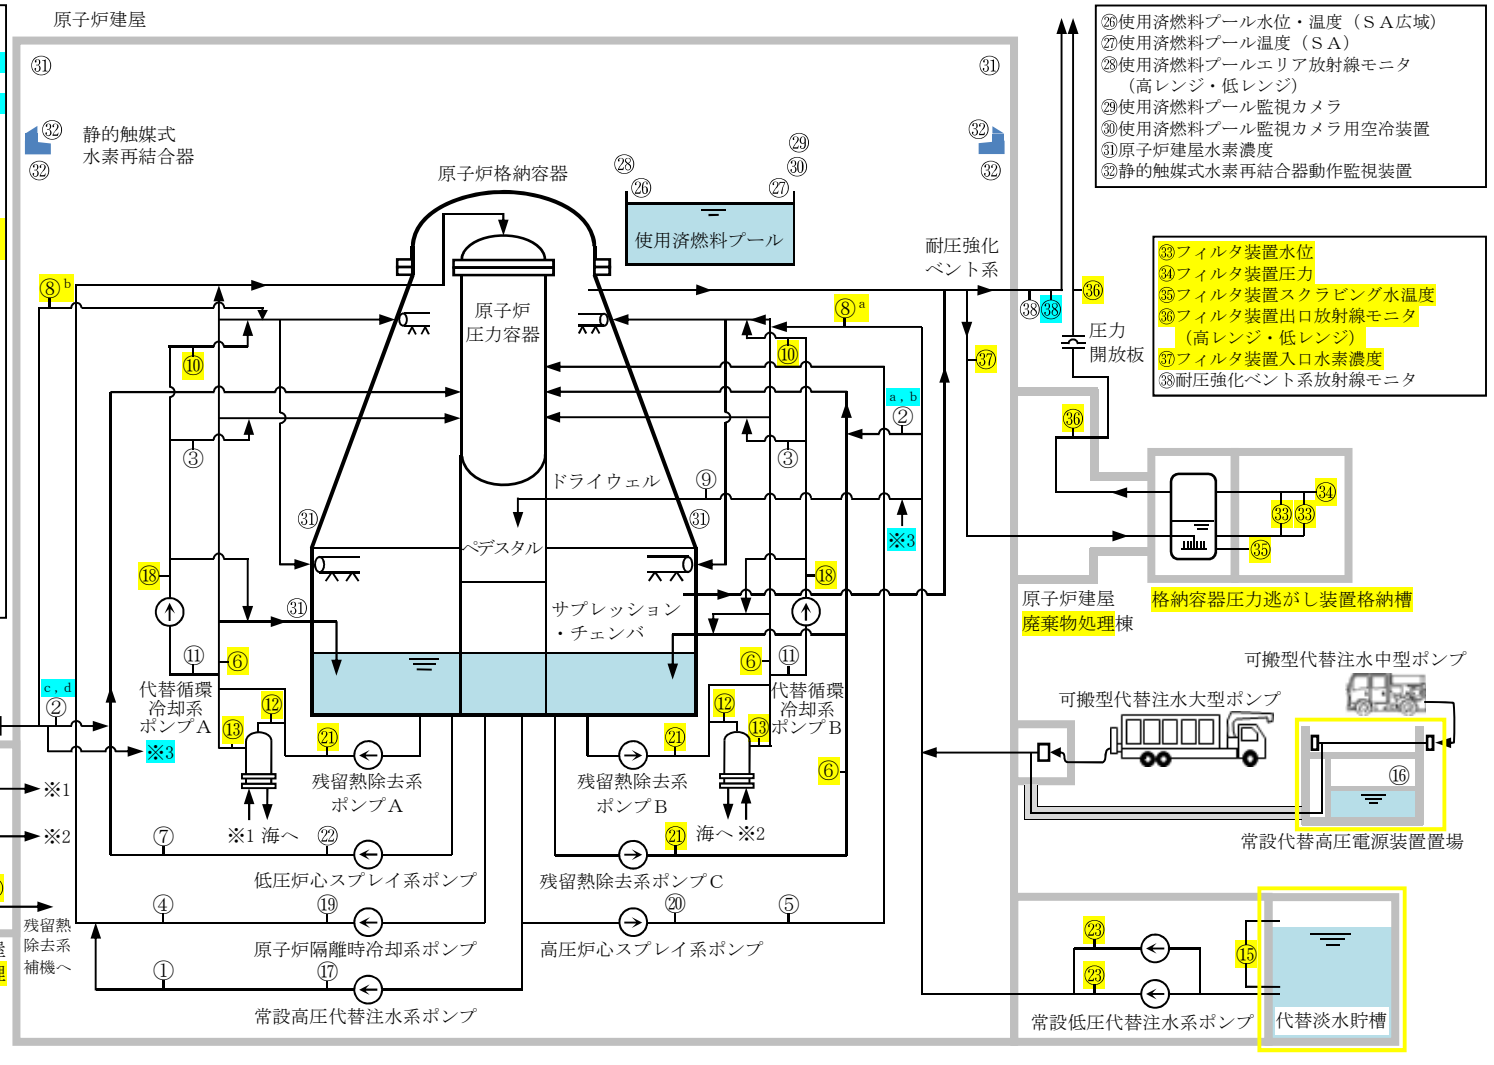 原子炉建屋
㉛
㉛
㉜
静的触媒式
水素再結合器
㉜
㉜
㉜
原子炉格納容器
㉘
㉖
㉙
㉚
㉗
使用済燃料プール
㉖使用済燃料プール水位・温度（ＳＡ広域）
㉗使用済燃料プール温度（ＳＡ）
㉘使用済燃料プールエリア放射線モニタ
（高レンジ・低レンジ）
㉙使用済燃料プール監視カメラ
㉚使用済燃料プール監視カメラ用空冷装置
㉛原子炉建屋水素濃度
㉜静的触媒式水素再結合器動作監視装置
㉝フィルタ装置水位
㉞フィルタ装置圧力
㉟フィルタ装置スクラビング水温度
㊱フィルタ装置出口放射線モニタ
（高レンジ・低レンジ）
㊲フィルタ装置入口水素濃度
㊳耐圧強化ベント系放射線モニタ
耐圧強化
ベント系
⑧b
原子炉
圧力容器
⑧a
㊳
㊳
㊱
圧力
開放板
⑩
⑩
㊲
a,b
②
㊱
③
③
ドライウェル
⑨
㉛
㉛
※3
ペデスタル
㉞
㉝
㉝
㉟
⑱
⑱
㉛
サプレッション
・チェンバ
原子炉建屋
廃棄物処理棟
格納容器圧力逃がし装置格納槽
⑪
⑥
⑥
⑪
c,d
②
代替循環
冷却系
ポンプＡ
⑫
⑬
㉑
㉑
⑫
⑬
代替循環
冷却系
ポンプＢ
可搬型代替注水中型ポンプ
可搬型代替注水大型ポンプ
※3
残留熱除去系
ポンプＡ
残留熱除去系
ポンプＢ
⑥
⑯
※1
※1 海へ
海へ ※2
※2
常設代替高圧電源装置置場
⑦
㉒
㉑
低圧炉心スプレイ系ポンプ
残留熱除去系ポンプＣ
④
⑲
⑳
⑤
残留熱
除去系
補機へ
原子炉隔離時冷却系ポンプ
高圧炉心スプレイ系ポンプ
㉓
⑮
①
⑰
㉓
常設高圧代替注水系ポンプ
常設低圧代替注水系ポンプ
代替淡水貯槽